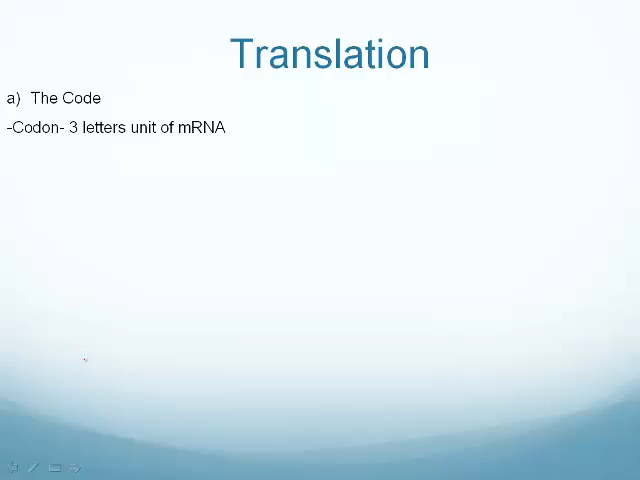 Translation
a) The Code
-Codon- 3 letters unit of mRNA